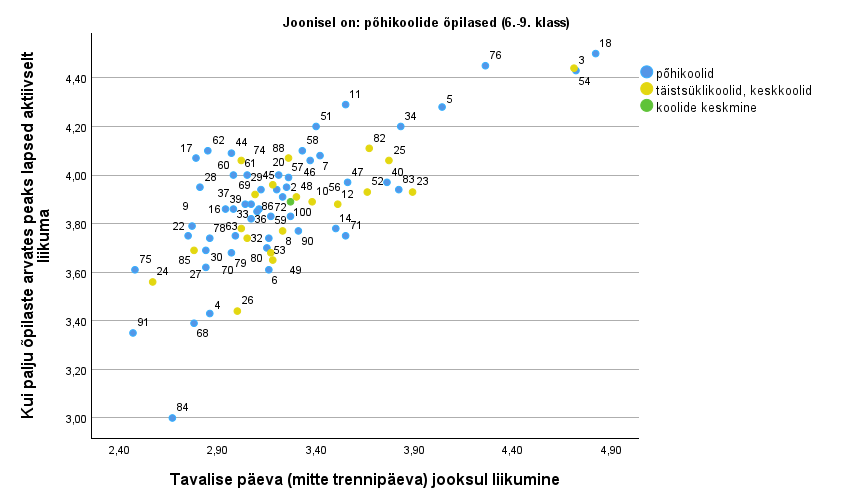 Joonisel on: põhikoolide õpilased (6.-9. klass)
Kui palju õpilaste arvates peaks lapsed aktiivselt
liikuma
4,40
4,20
4,00
3,80
3,60
3,40
3,20
3,00
2,40 2,90 3,40 3,90 4,40 4,90
Tavalise päeva (mitte trennipäeva) jooksul liikumine
põhikoolid
täistsüklikoolid, keskkoolid
koolide keskmine
18
76 3
54
11 5
51 34
62 44 74 88 58 82
17 25
60 61 20 57 46 7
28 29 45 47 40
69 2 48 10 56 12 52 83 23
37 39
9 16 33 36 86 72 100
22 78 63 59 14 71
32 8 90
85 30 80 53
75 24 27 70 79 6 49
4 26
91 68
84